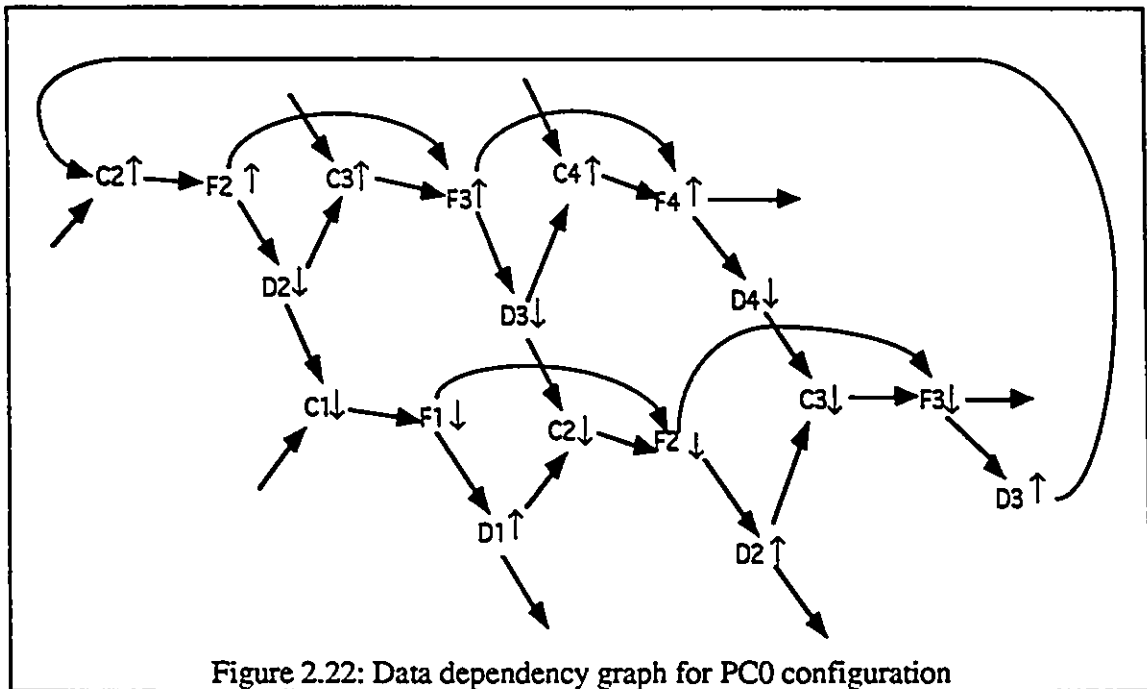 C2↑
F2 ↑
C3↑
F3↑
C4↑
F4 ↑
D2↓
D3↓
D4↓
C1↓
F1↓
C2↓
F2 ↓
C3↓
F3↓
D1↑
D2↑
D3↑
Figure 2.22: Data dependency graph for PC0 configuration